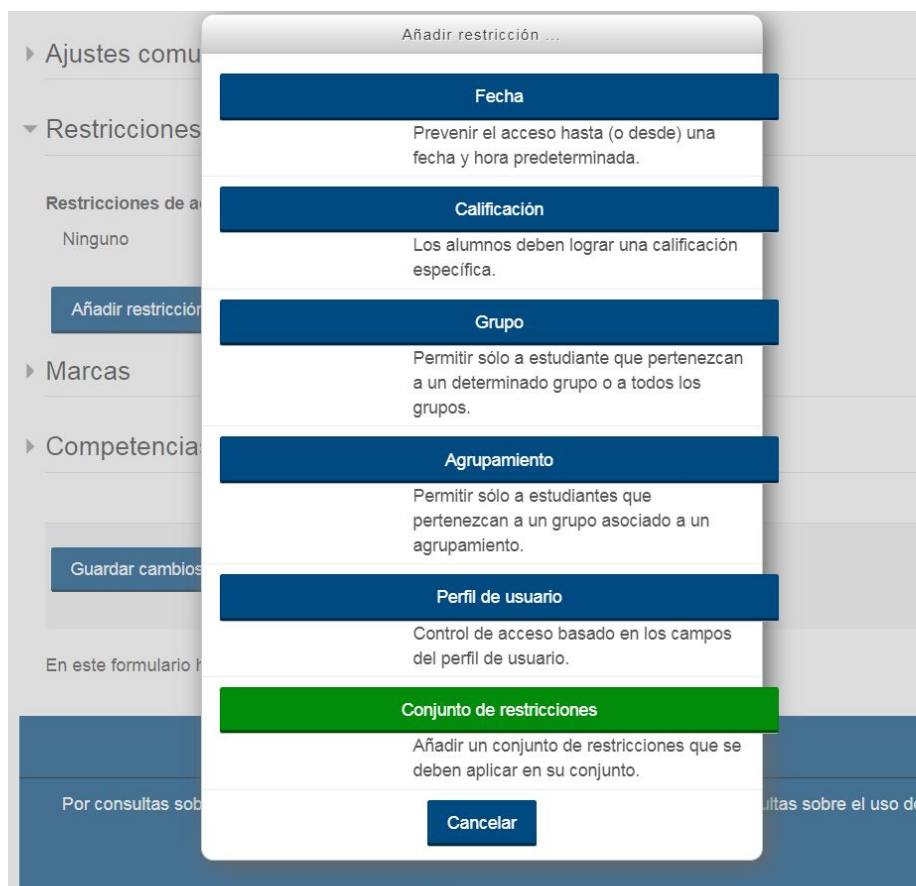 Añadir restricción ...
Ajustes comu
Fecha
Prevenir el acceso hasta (o desde) una
fecha y hora predeterminada.
Restricciones
Restricciones de a
Ninguno
Calificación
Los alumnos deben lograr una calificación
específica.
Añadir restricción
Grupo
Permitir sólo a estudiante que pertenezcan
a un determinado grupo o a todos los
grupos.
Marcas
Competencia
Agrupamiento
Permitir sólo a estudiantes que
pertenezcan a un grupo asociado a un
agrupamiento.
Guardar cambios
Perfil de usuario
Control de acceso basado en los campos
del perfil de usuario.
En este formulario h
Conjunto de restricciones
Añadir un conjunto de restricciones que se
deben aplicar en su conjunto.
Por consultas sob
ultas sobre el uso de
Cancelar